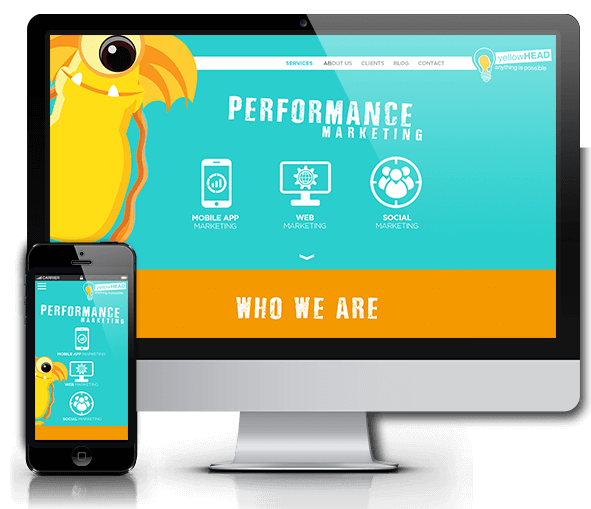 SERVICES ABOUT US CLIENTS BLOG CONTACT
yellowHEAD
anything is possible
PERFORMANCE
MARKETING
MOBILE APP
MARKETING
WEB
MARKETING
SOCIAL
MARKETING
WHO WE ARE
CARRIER
yellowHEAD
PERFORMANCE
MARKETING
MOBILE APP MARKETING
WEB MARKETING
SOCIAL MARKETING